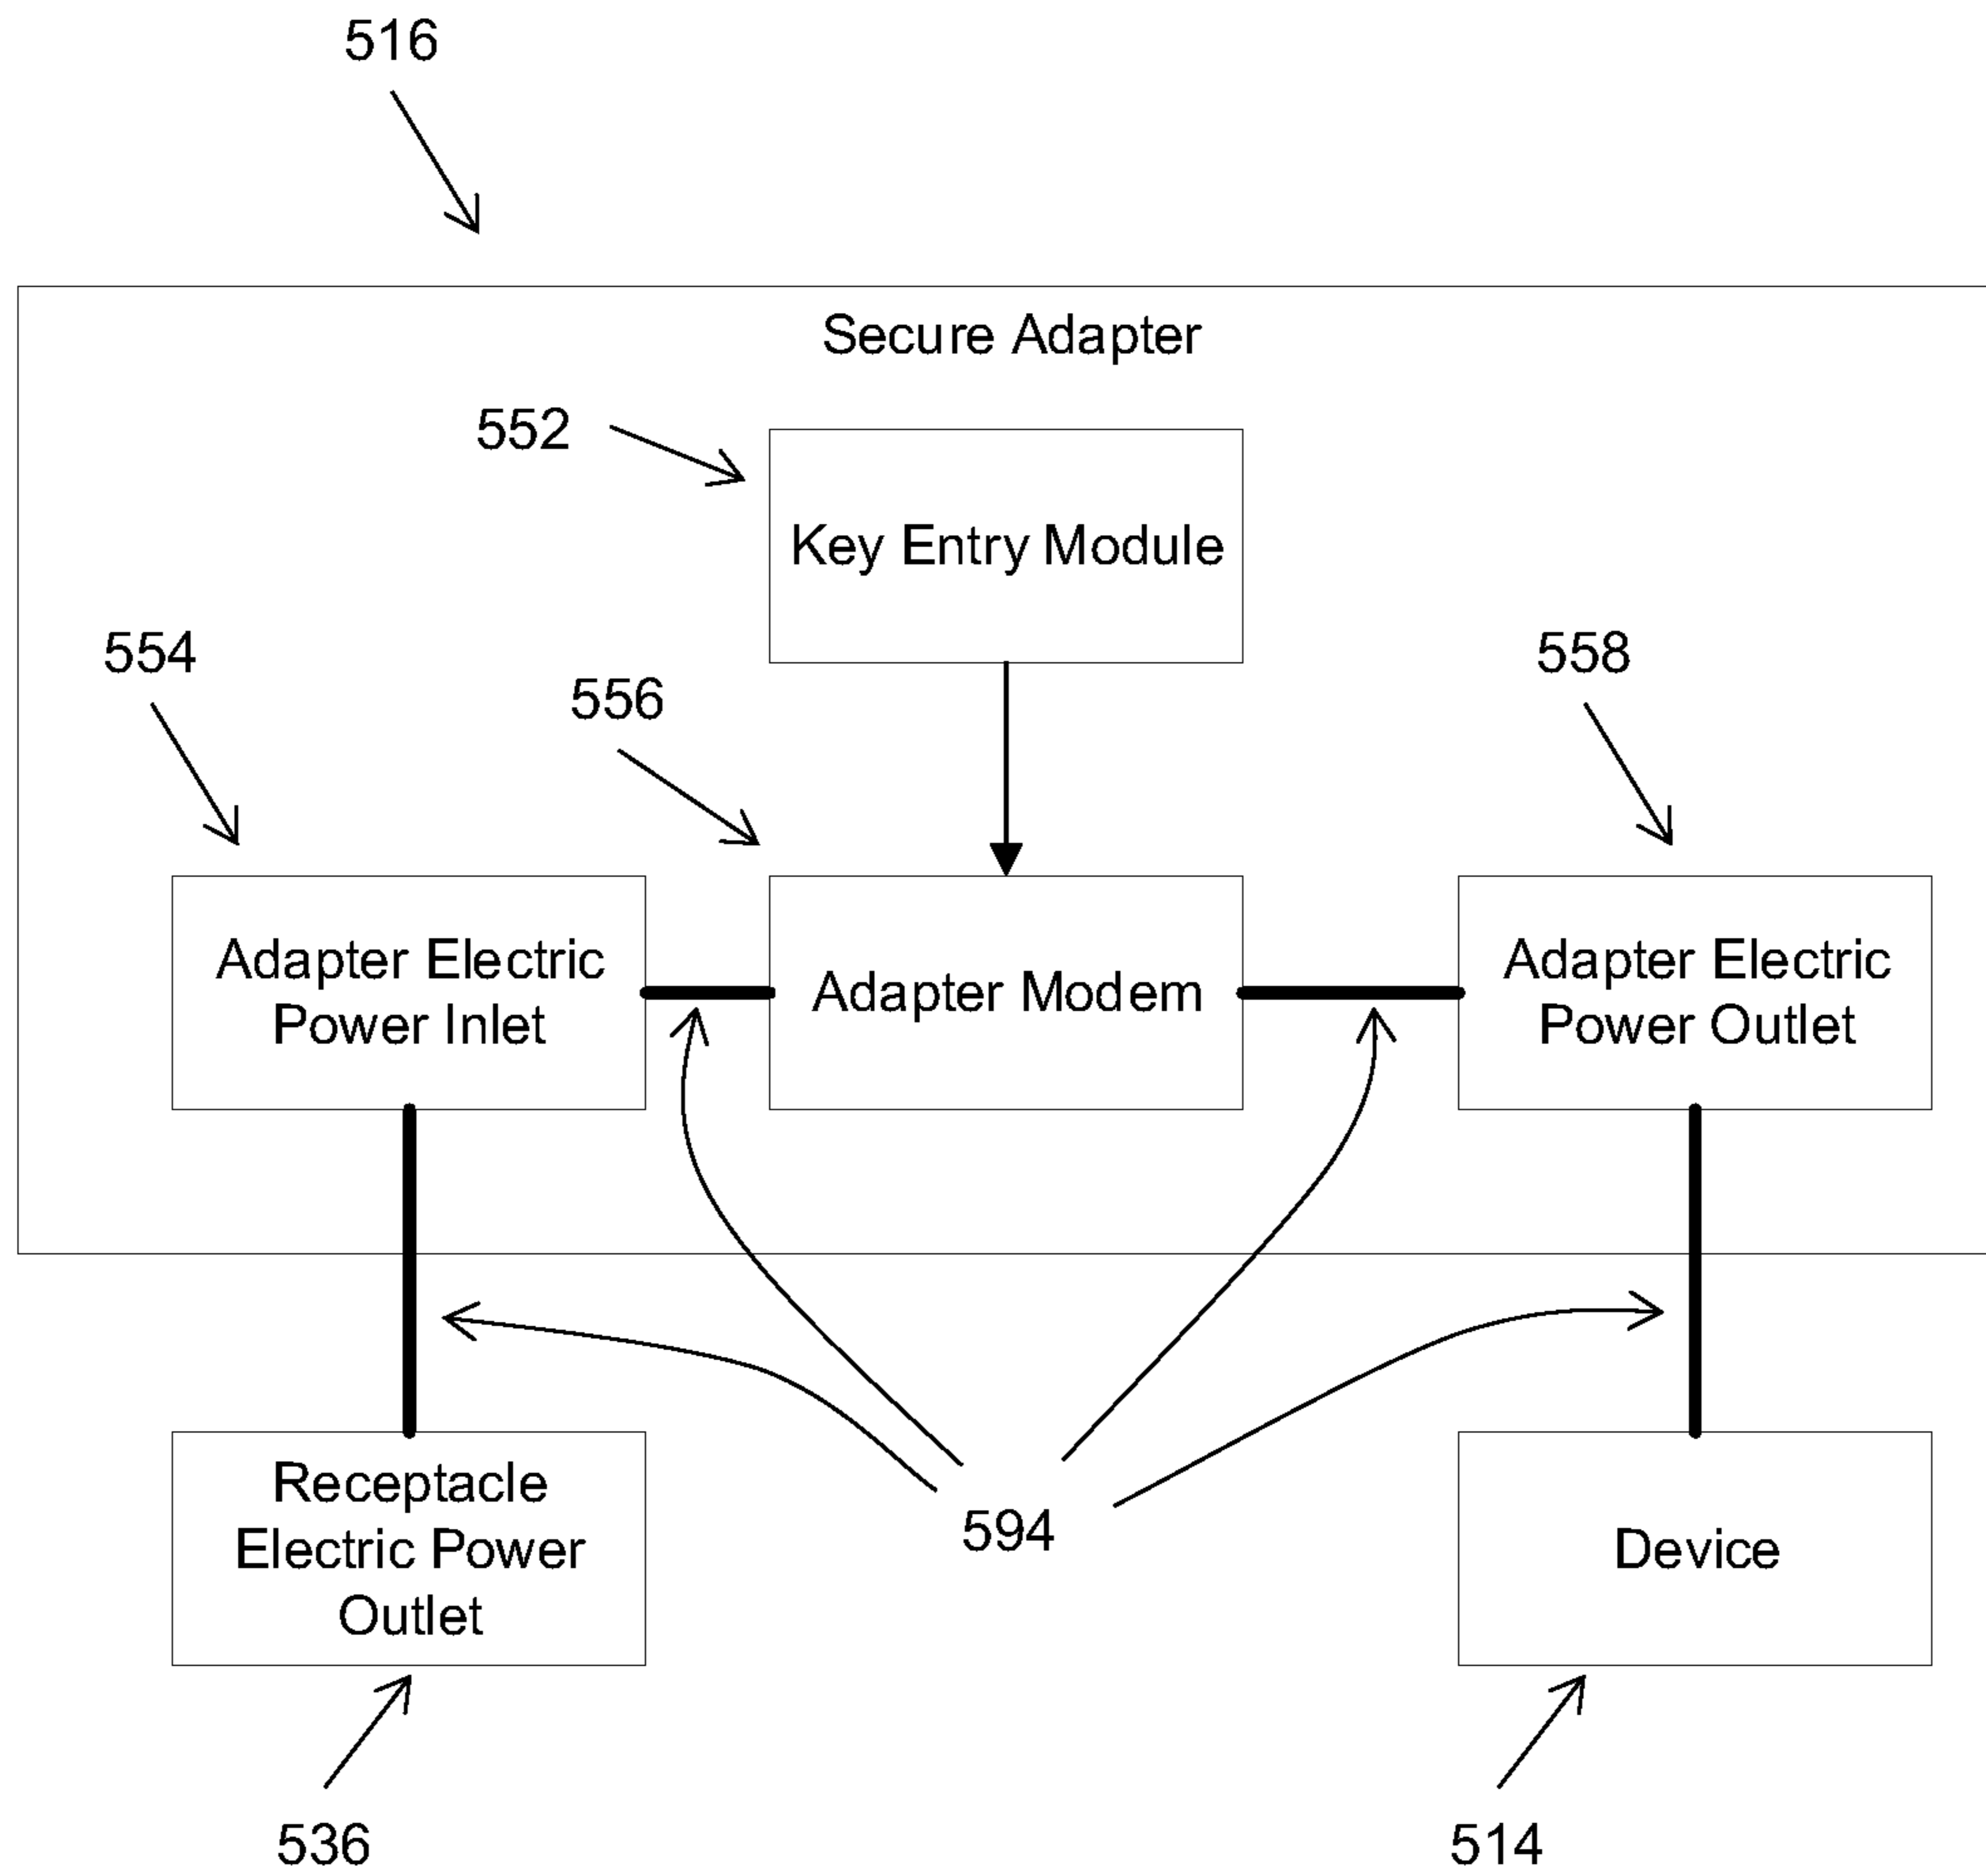 516
Secure Adapter
552
Key Entry Module
554
556
558
Adapter Electric
Power Inlet
Adapter Modem
Adapter Electric
Power Outlet
Receptacle
Electric Power
Outlet
594
Device
536
514